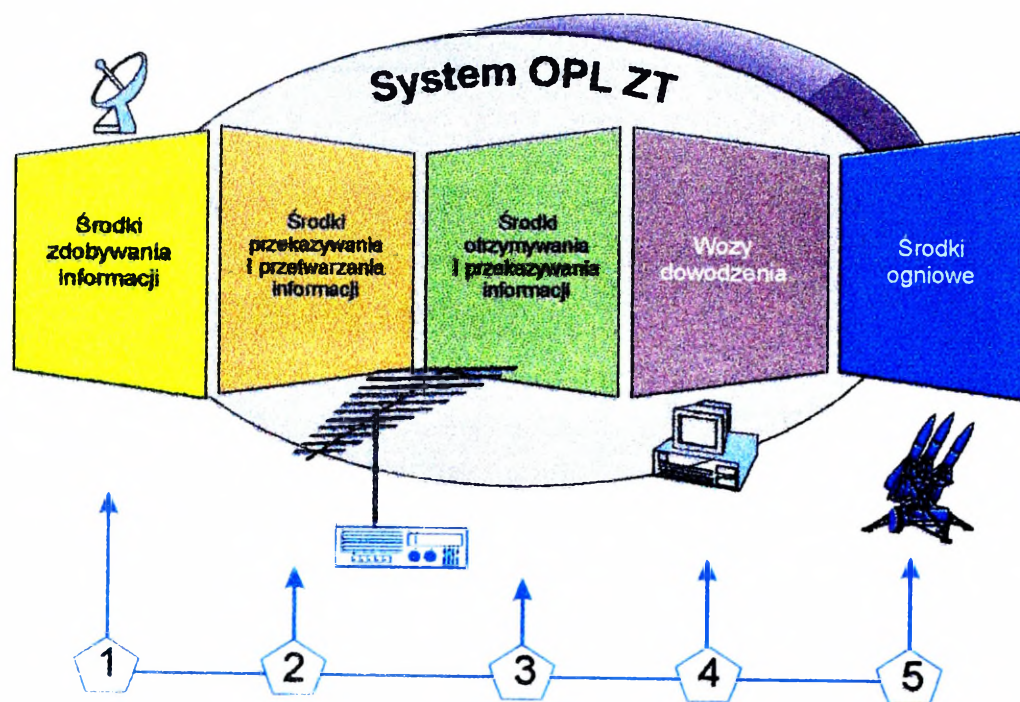 System OPL ZT
Środki
zdobywania
informacji
Środki
przekazywania
i przetwarzania
informacji
Środki
otrzymywania
i przekazywania
informacji
Wozy
dowodzenia
Środki
ogniowe
1
2
3
4
5